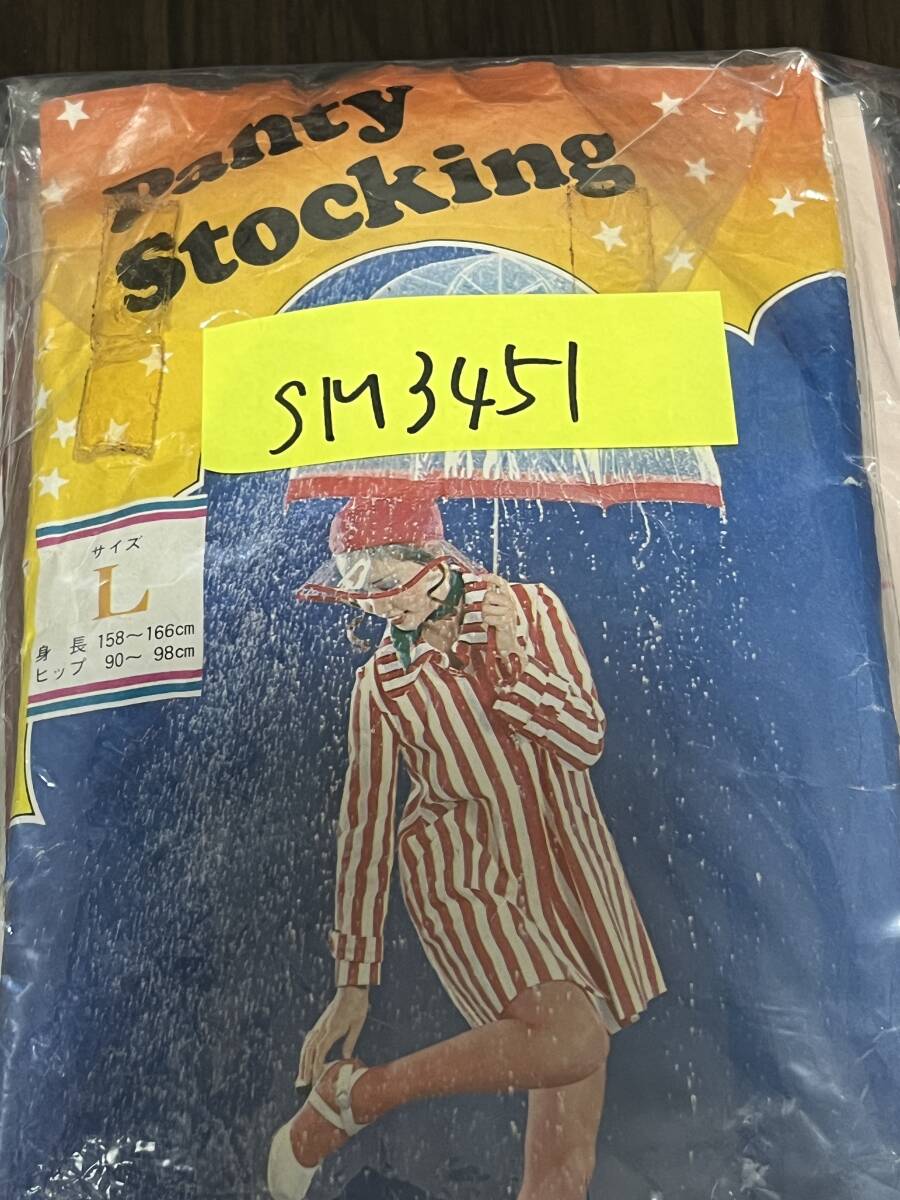 Panty
Stocking
SM3451
サイズ
L
身長 158～166cm
ヒップ 90～ 98cm